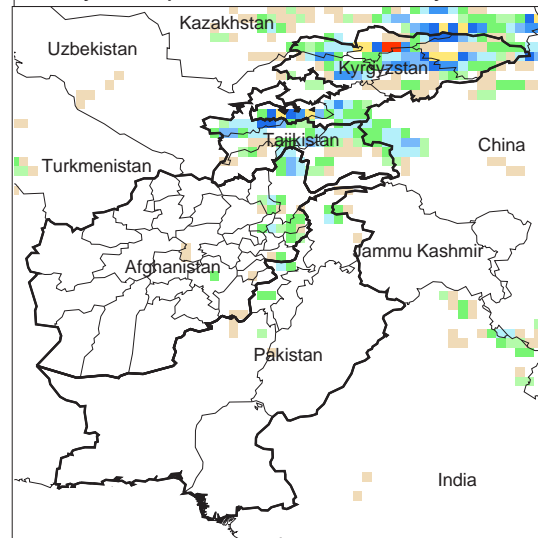 Kazakhstan
Uzbekistan
Kyrgyzstan
Tajikistan
China
Turkmenistan
Jammu Kashmir
Afghanistan
Pakistan
India